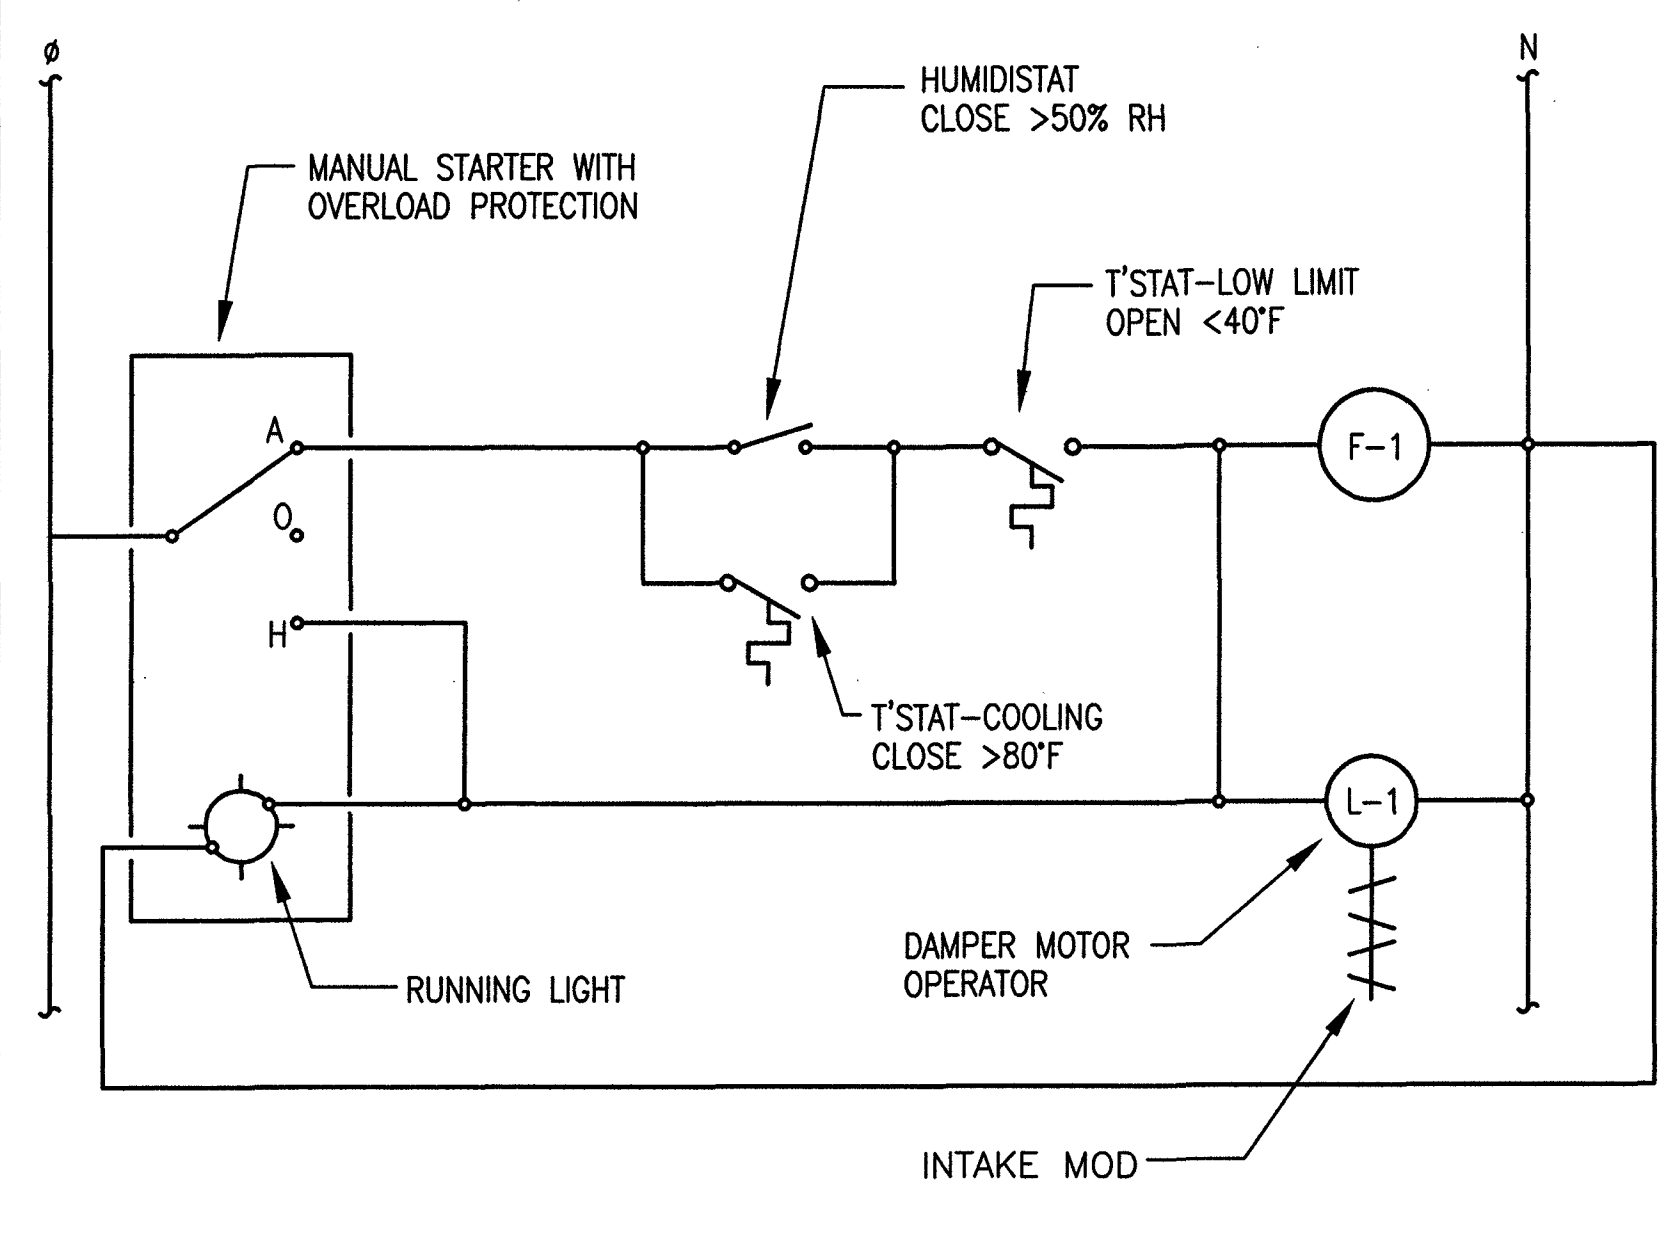 Ø
N
HUMIDISTAT
CLOSE >50% RH
MANUAL STARTER WITH
OVERLOAD PROTECTION
T'STAT-LOW LIMIT
OPEN <40°F
A
F-1
O
H
T'STAT-COOLING
CLOSE >80°F
L-1
DAMPER MOTOR
OPERATOR
RUNNING LIGHT
INTAKE MOD